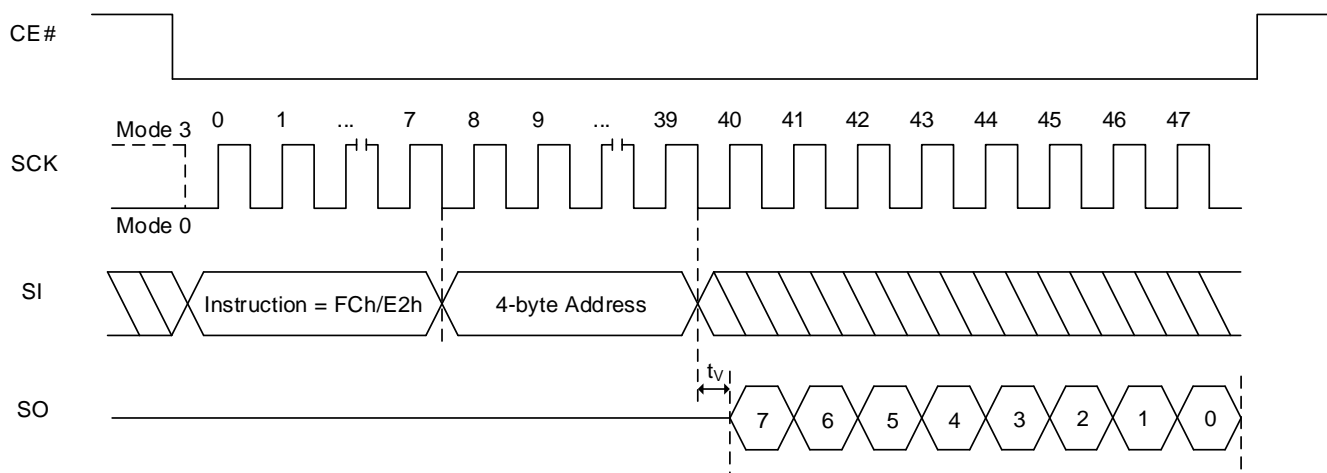 CE#
Mode 3
0 1 ... 7 8 9 ... 39 40 41 42 43 44 45 46 47
SCK
Mode 0
SI
Instruction = FCh/E2h
4-byte Address
tV
SO
7 6 5 4 3 2 1 0